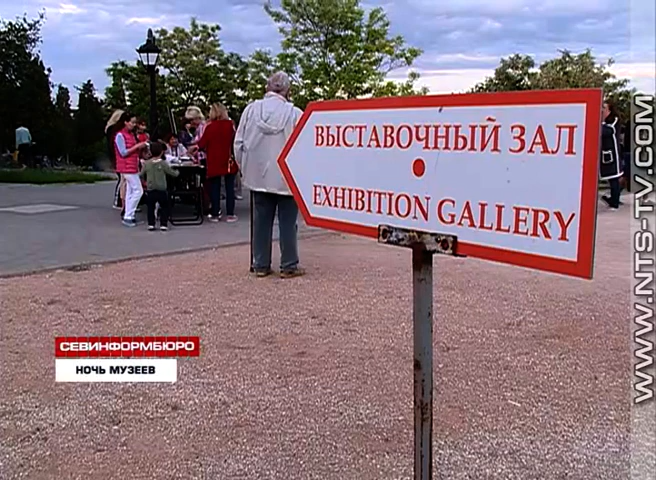 ВЫСТАВОЧНЫЙ ЗАЛ
EXHIBITION GALLERY
СЕВИНФОРМБЮРО
НОЧЬ МУЗЕЕВ
WWW.NTS-TV.COM